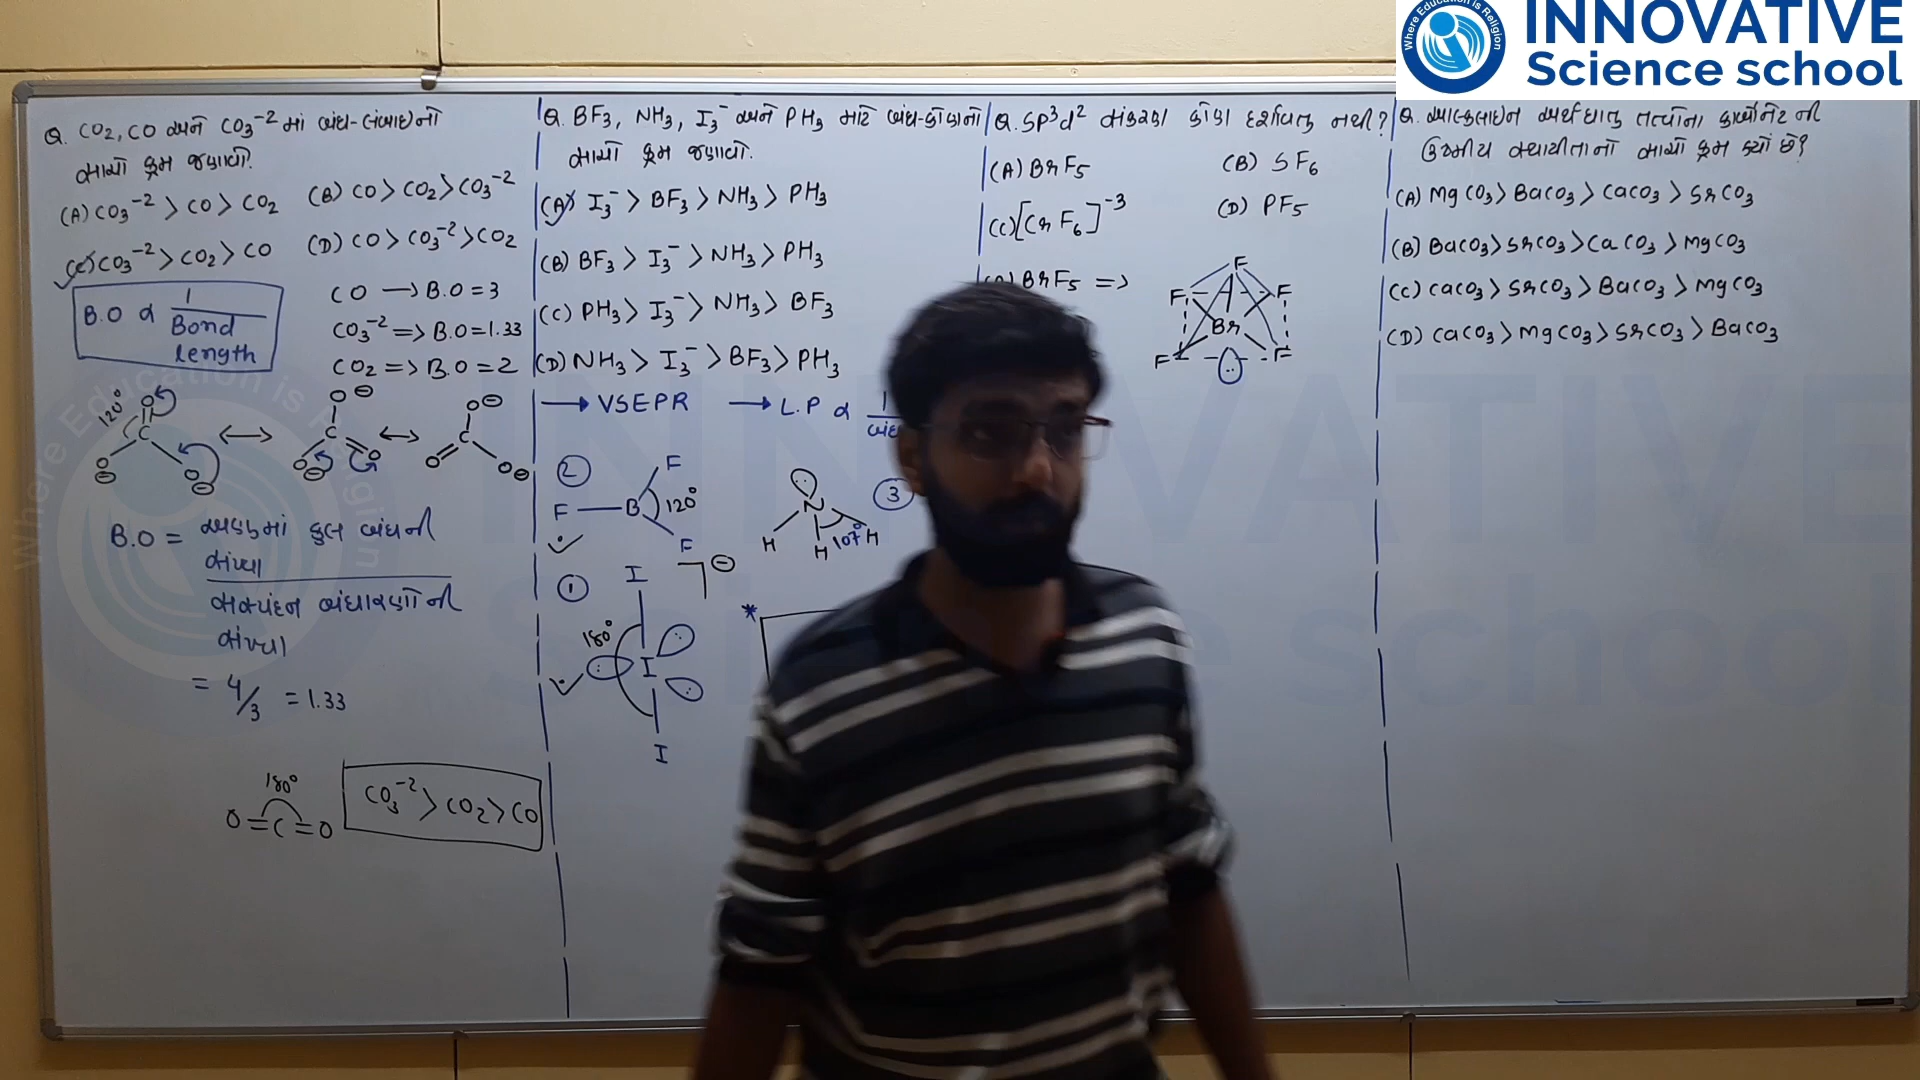 Where Education is Religion
INNOVATIVE
Science school
Q. CO2, CO અને CO3⁻² માં બંધ-લંબાઇનો
સાચો ક્રમ જણાવો?
(A) CO3⁻² > CO > CO2
(B) CO > CO2 > CO3⁻²
(C) CO3⁻² > CO2 > CO
(D) CO > CO3⁻² > CO2
B.O α 1/Bond length
CO → B.O = 3
CO3⁻² => B.O = 1.33
CO2 => B.O = 2
120°
O
C
O
O
O
C
O
O
O
C
O
O
B.O = અણુમાં કુલ બંધની
સંખ્યા
સસ્પંદન બંધારણોની
સંખ્યા
= 4/3 = 1.33
180°
O=C=O
CO3⁻² > CO2 > CO
Q. BF3, NH3, I3⁻ અને PH3 માટે બંધ-કોણનો
સાચો ક્રમ જણાવો.
(A) I3⁻ > BF3 > NH3 > PH3
(B) BF3 > I3⁻ > NH3 > PH3
(C) PH3 > I3⁻ > NH3 > BF3
(D) NH3 > I3⁻ > BF3 > PH3
→ VSEPR → L.P α 1
②
F
F — B 120°
F
③
N
H H 107° H
①
I
180°
I
I
⊖
*
Q. SP³d² સંકરણ કોણ દર્શાવતુ નથી?
(A) BrF5
(B) SF6
(C) [CrF6]⁻³
(D) PF5
BrF5 =>
F
F F
Br
F F
Q. આલ્કલાઇન અર્થધાતુ તત્વોના કાર્બોનેટ ની
ઉષ્મીય સ્થાયીતાનો સાચો ક્રમ ક્યો છે?
(A) MgCO3 > BaCO3 > CaCO3 > SrCO3
(B) BaCO3 > SrCO3 > CaCO3 > MgCO3
(C) CaCO3 > SrCO3 > BaCO3 > MgCO3
(D) CaCO3 > MgCO3 > SrCO3 > BaCO3